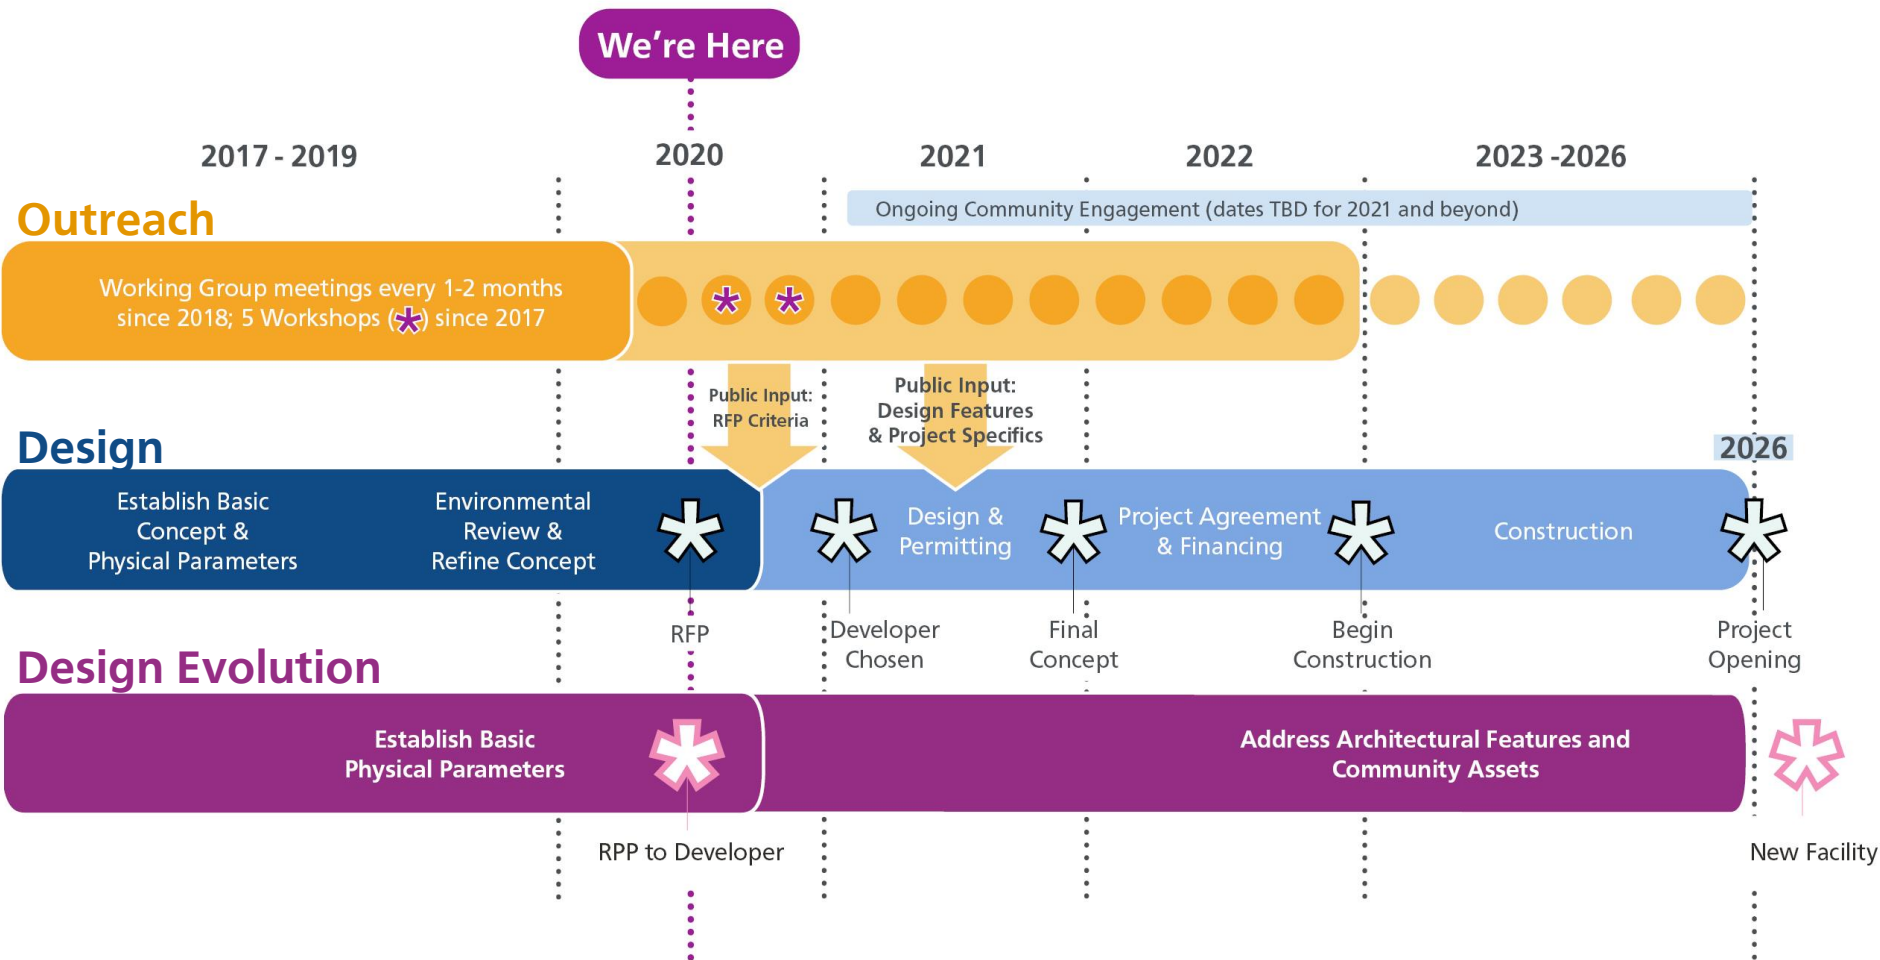 We're Here
2017 - 2019
2020
2021
2022
2023 -2026
Ongoing Community Engagement (dates TBD for 2021 and beyond)
Outreach
Working Group meetings every 1-2 months
since 2018; 5 Workshops (*) since 2017
Public Input:
RFP Criteria
Public Input:
Design Features
& Project Specifics
Design
2026
Establish Basic
Concept &
Physical Parameters
Environmental
Review &
Refine Concept
Design &
Permitting
Project Agreement
& Financing
Construction
RFP
Developer
Chosen
Final
Concept
Begin
Construction
Project
Opening
Design Evolution
Establish Basic
Physical Parameters
Address Architectural Features and
Community Assets
RPP to Developer
New Facility